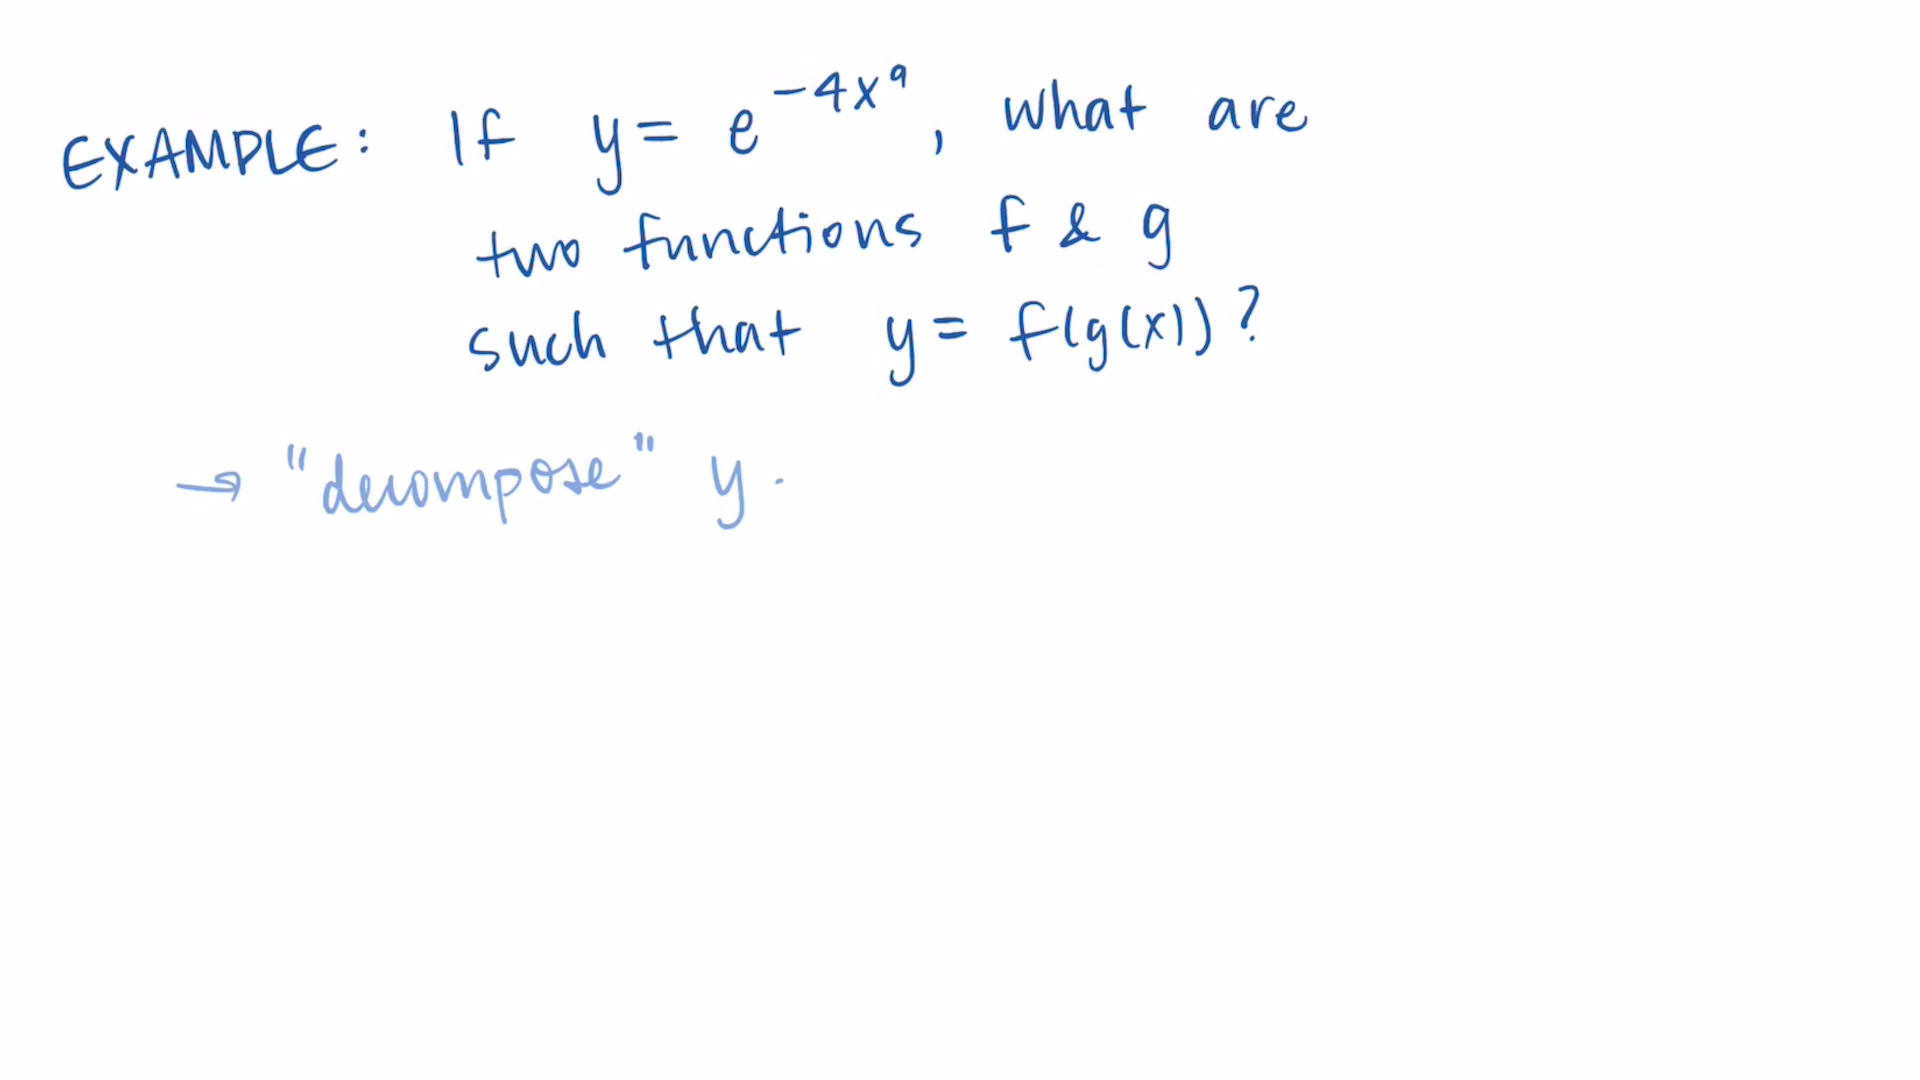 EXAMPLE: If y = e^{-4x^9}, what are
two functions f & g
such that y = f(g(x))?
→ "decompose" y.